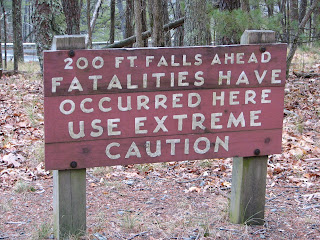 200 FT FALLS AHEAD
FATALITIES HAVE
OCCURRED HERE
USE EXTREME
CAUTION